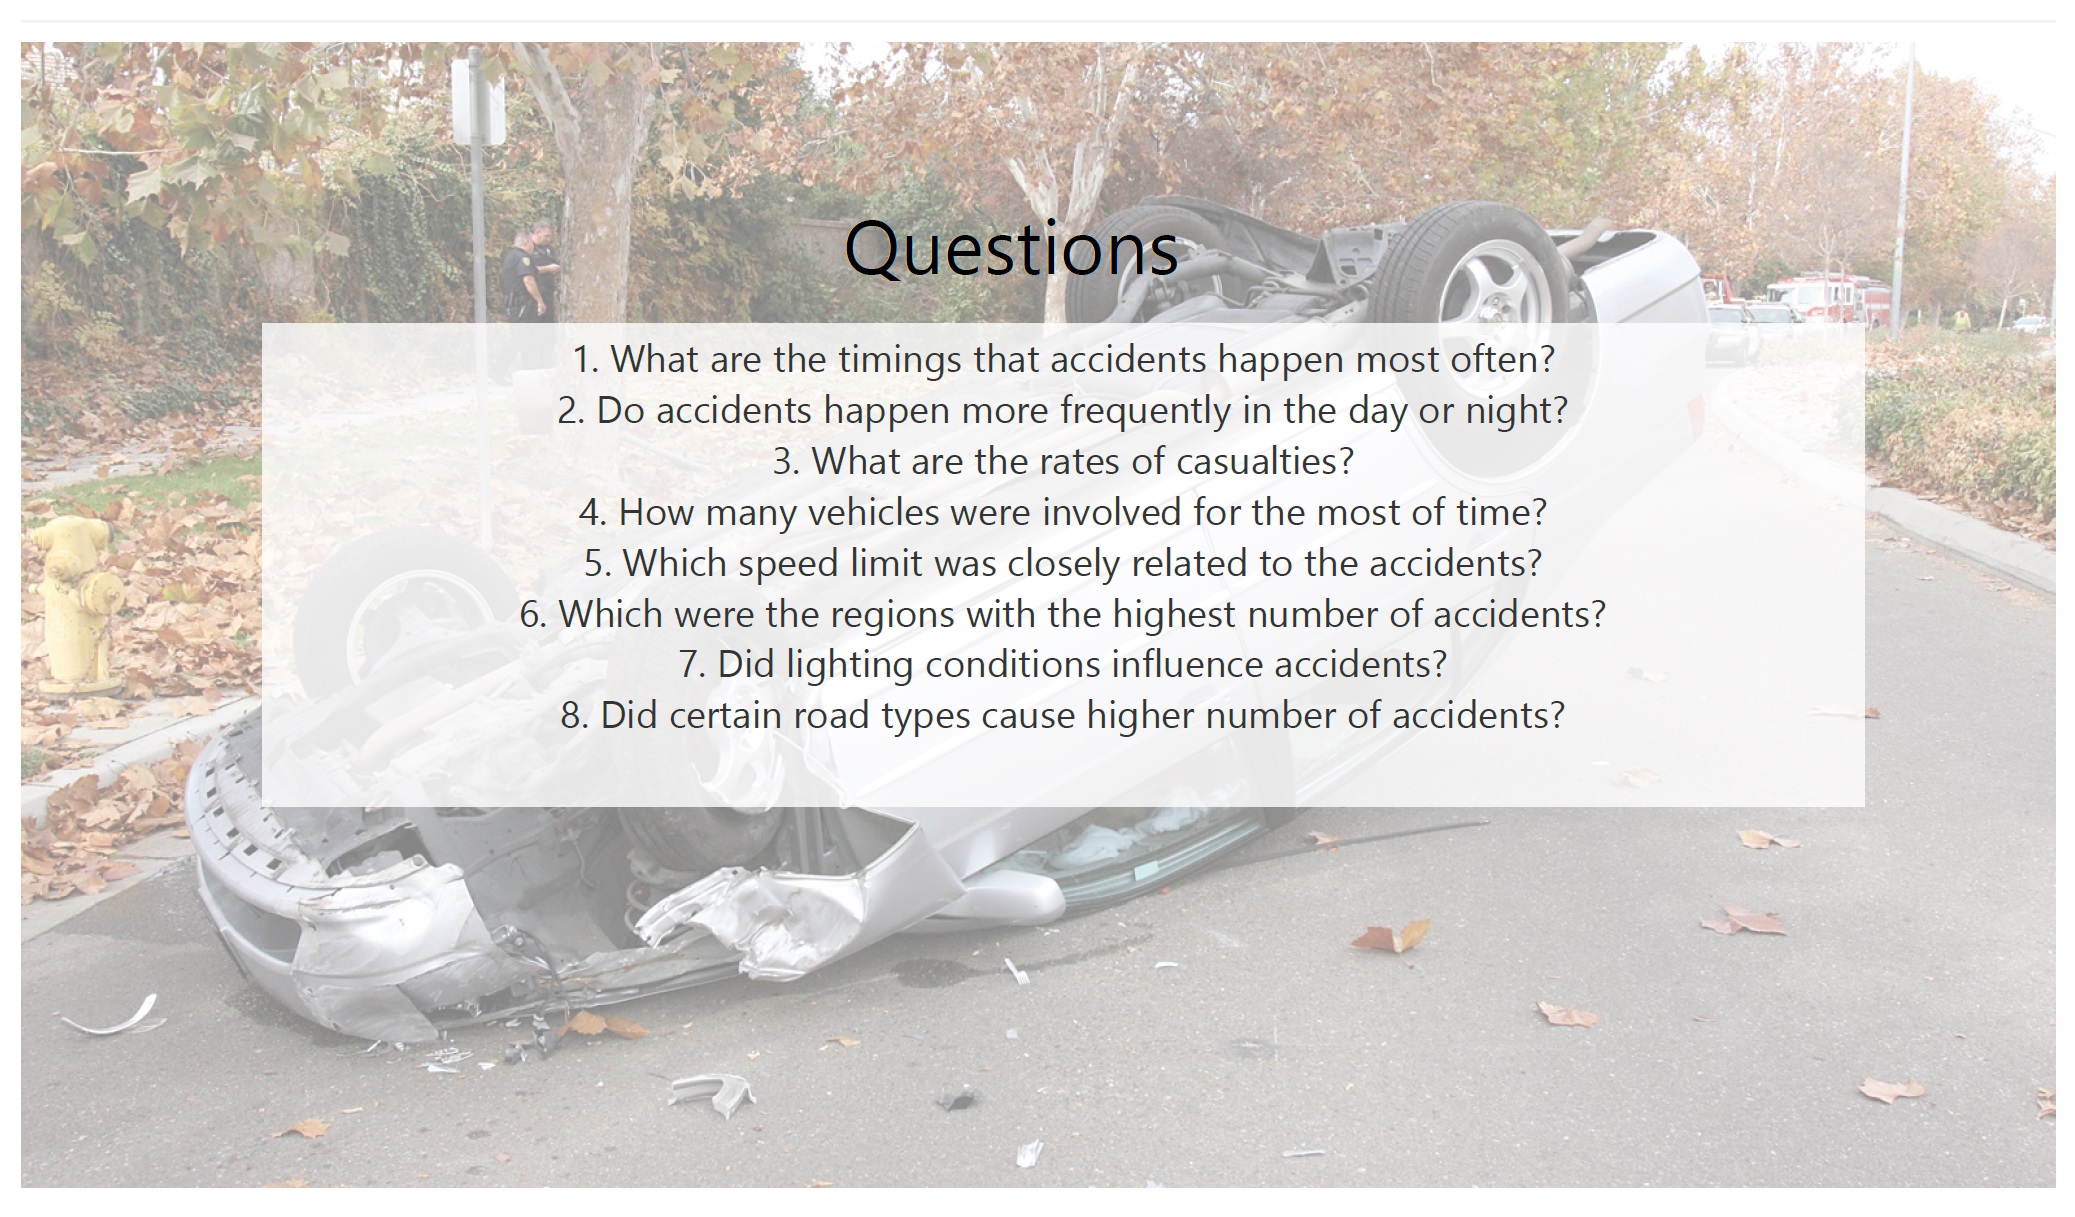 Questions
1. What are the timings that accidents happen most often?
2. Do accidents happen more frequently in the day or night?
3. What are the rates of casualties?
4. How many vehicles were involved for the most of time?
5. Which speed limit was closely related to the accidents?
6. Which were the regions with the highest number of accidents?
7. Did lighting conditions influence accidents?
8. Did certain road types cause higher number of accidents?